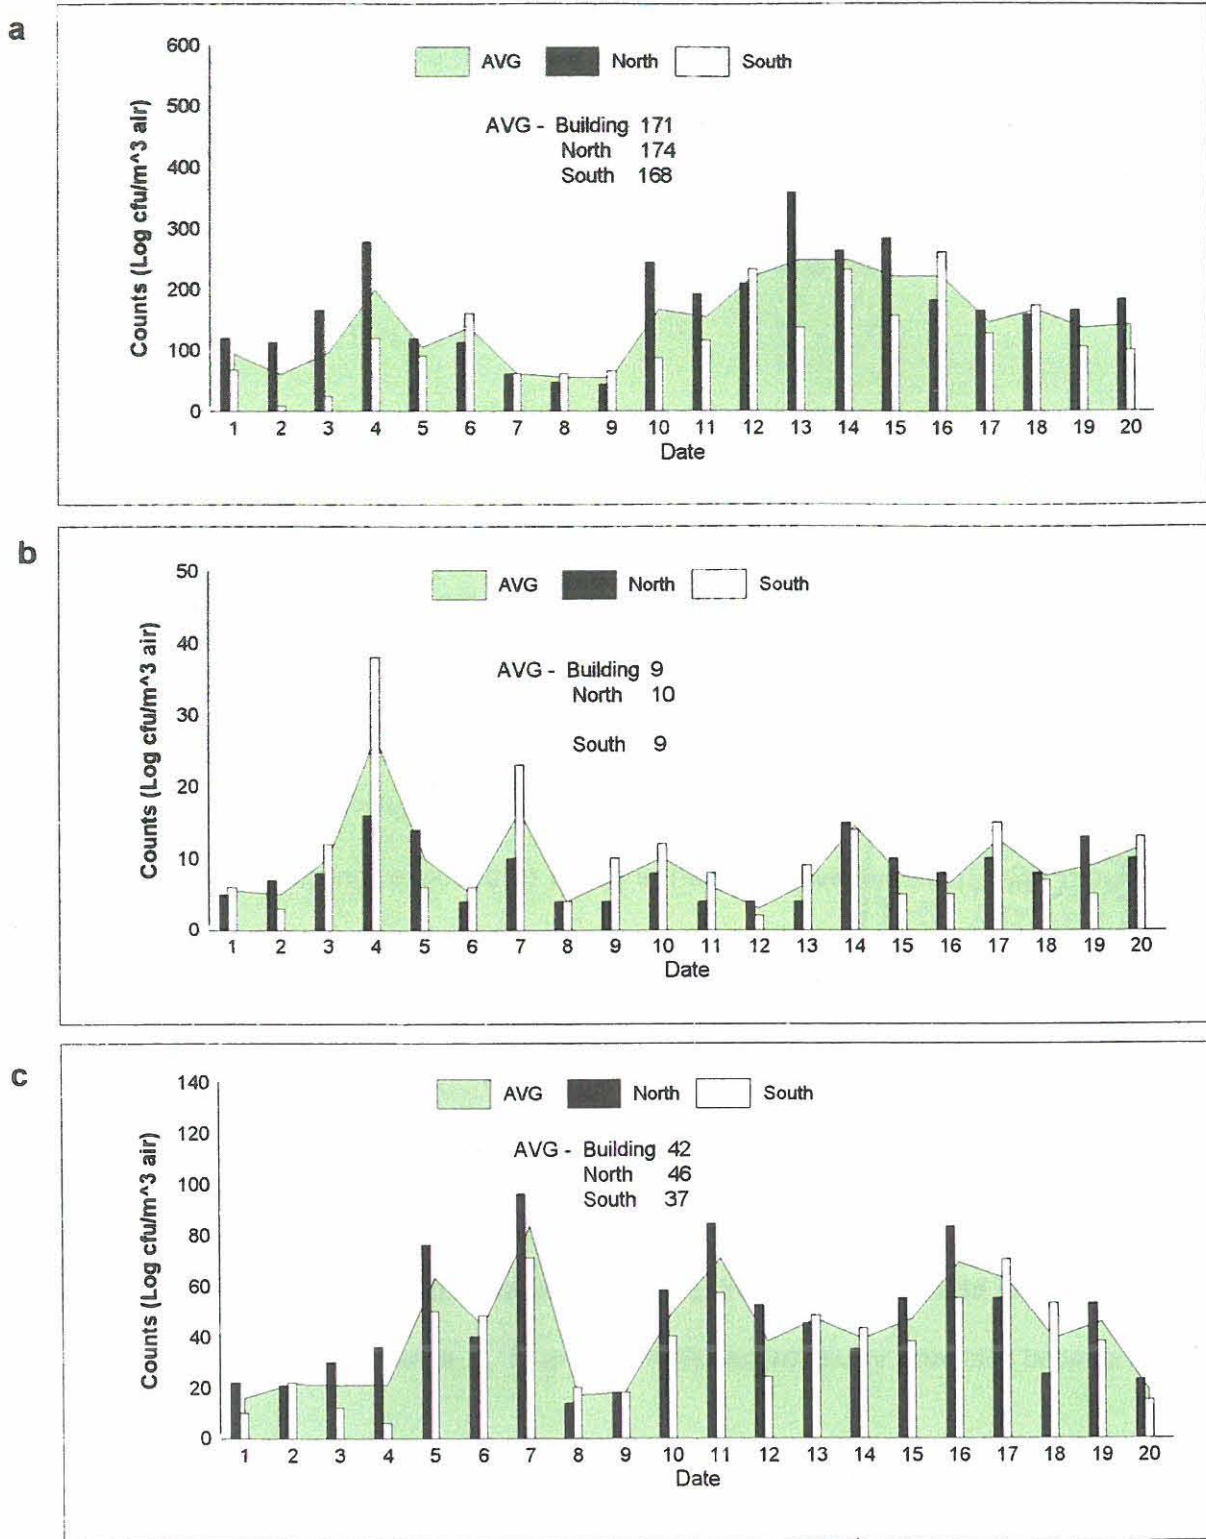 a
600
500
400
300
200
100
0
Counts (Log cfu/m^3 air)
AVG North South
AVG - Building 171
North 174
South 168
1 2 3 4 5 6 7 8 9 10 11 12 13 14 15 16 17 18 19 20
Date
b
50
40
30
20
10
0
Counts (Log cfu/m^3 air)
AVG North South
AVG - Building 9
North 10
South 9
1 2 3 4 5 6 7 8 9 10 11 12 13 14 15 16 17 18 19 20
Date
c
140
120
100
80
60
40
20
0
Counts (Log cfu/m^3 air)
AVG North South
AVG - Building 42
North 46
South 37
1 2 3 4 5 6 7 8 9 10 11 12 13 14 15 16 17 18 19 20
Date